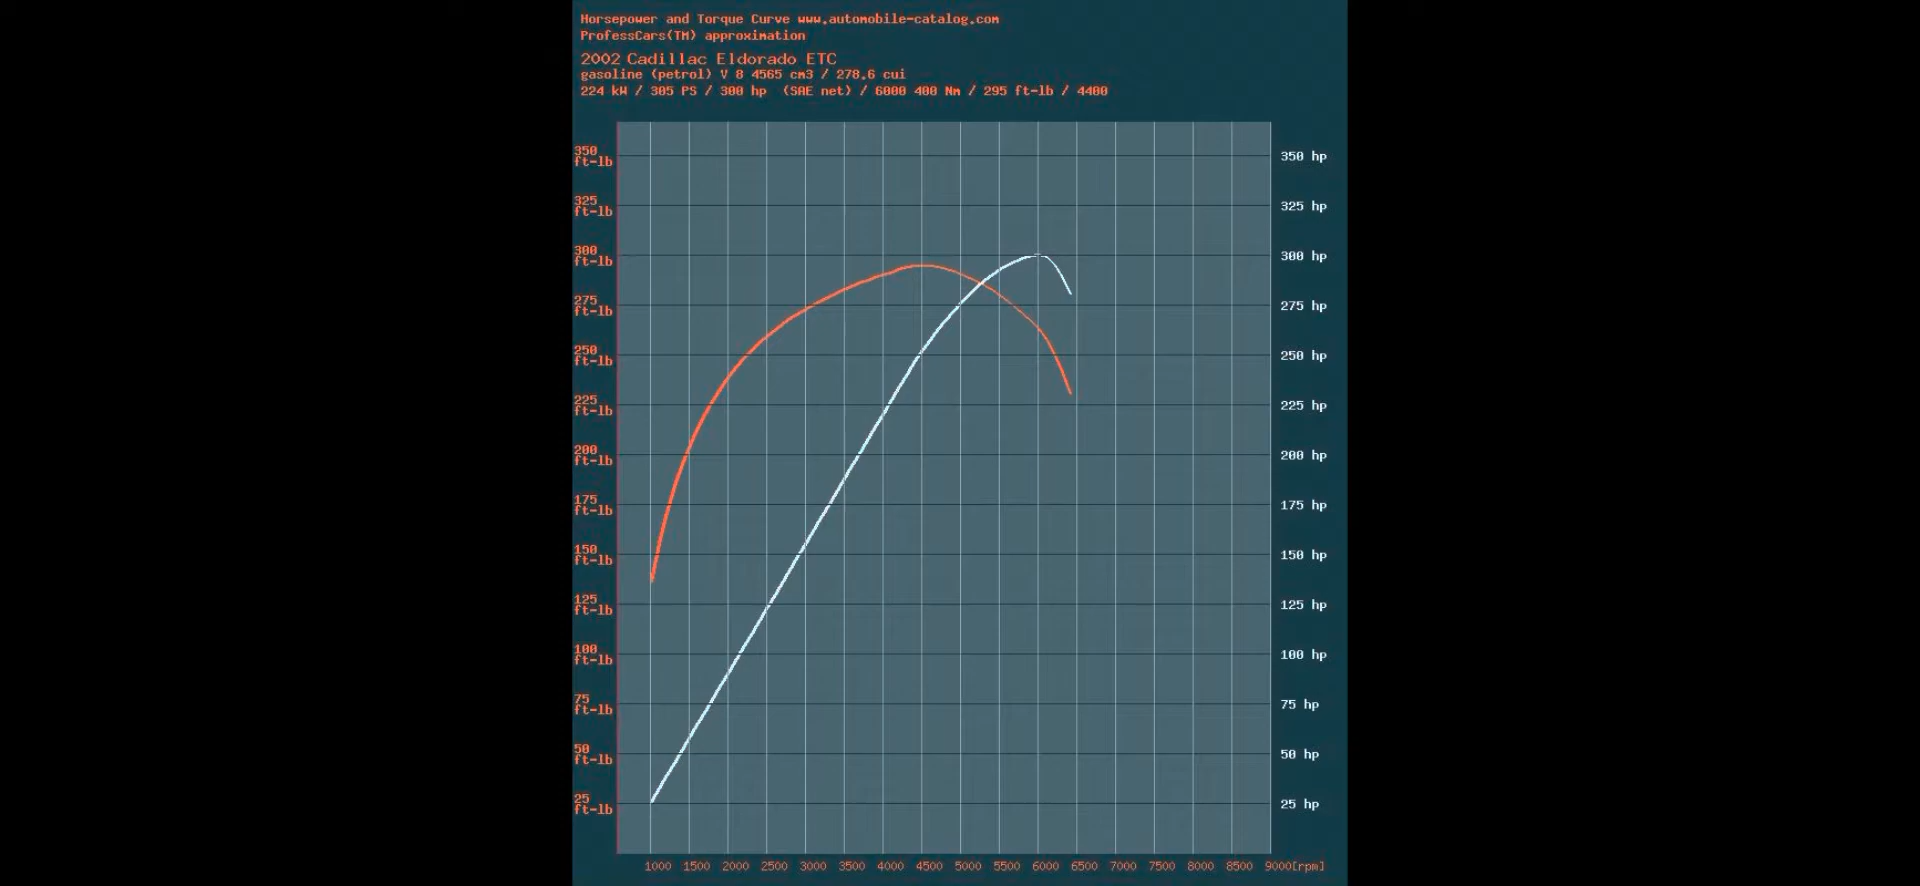 Horsepower and Torque Curve www.automobile-catalog.com
ProfessCars(TM) approximation
2002 Cadillac Eldorado ETC
gasoline (petrol) V 8 4565 cm3 / 278.6 cui
224 kW / 305 PS / 300 hp (SAE net) / 6000 400 Nm / 295 ft-lb / 4400
350
ft-lb
350 hp
325
ft-lb
325 hp
300
ft-lb
300 hp
275
ft-lb
275 hp
250
ft-lb
250 hp
225
ft-lb
225 hp
200
ft-lb
200 hp
175
ft-lb
175 hp
150
ft-lb
150 hp
125
ft-lb
125 hp
100
ft-lb
100 hp
75
ft-lb
75 hp
50
ft-lb
50 hp
25
ft-lb
25 hp
1000 1500 2000 2500 3000 3500 4000 4500 5000 5500 6000 6500 7000 7500 8000 8500 9000[rpm]